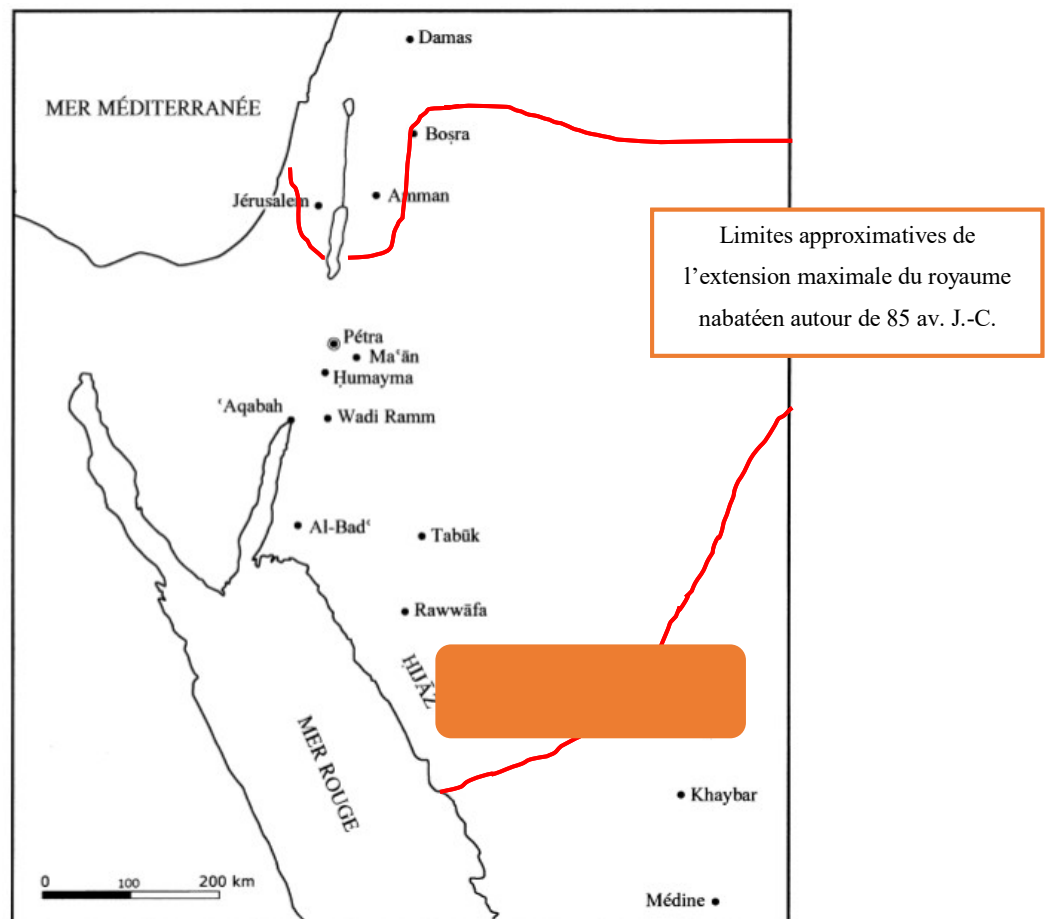 Damas
MER MÉDITERRANÉE
Boṣra
Jérusalem
Amman
Limites approximatives de
l’extension maximale du royaume
nabatéen autour de 85 av. J.-C.
Pétra
Maʿān
Ḥumayma
ʿAqabah
Wadi Ramm
Al-Badʿ
Tabūk
Rawwāfa
ḤIJĀZ
MER ROUGE
Khaybar
0 100 200 km
Médine